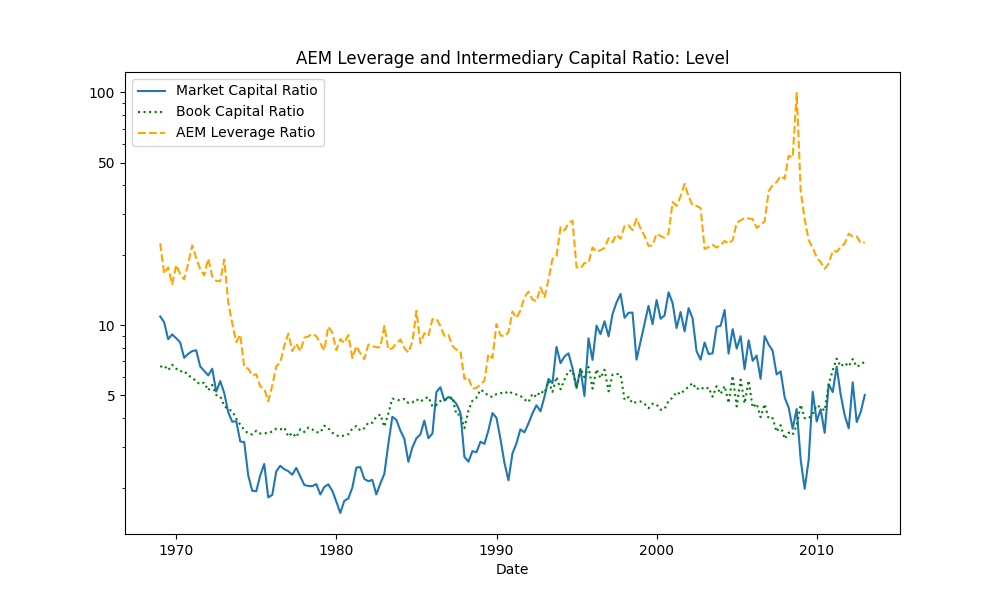 AEM Leverage and Intermediary Capital Ratio: Level
Market Capital Ratio
Book Capital Ratio
AEM Leverage Ratio
100
50
10
5
1970 1980 1990 2000 2010
Date